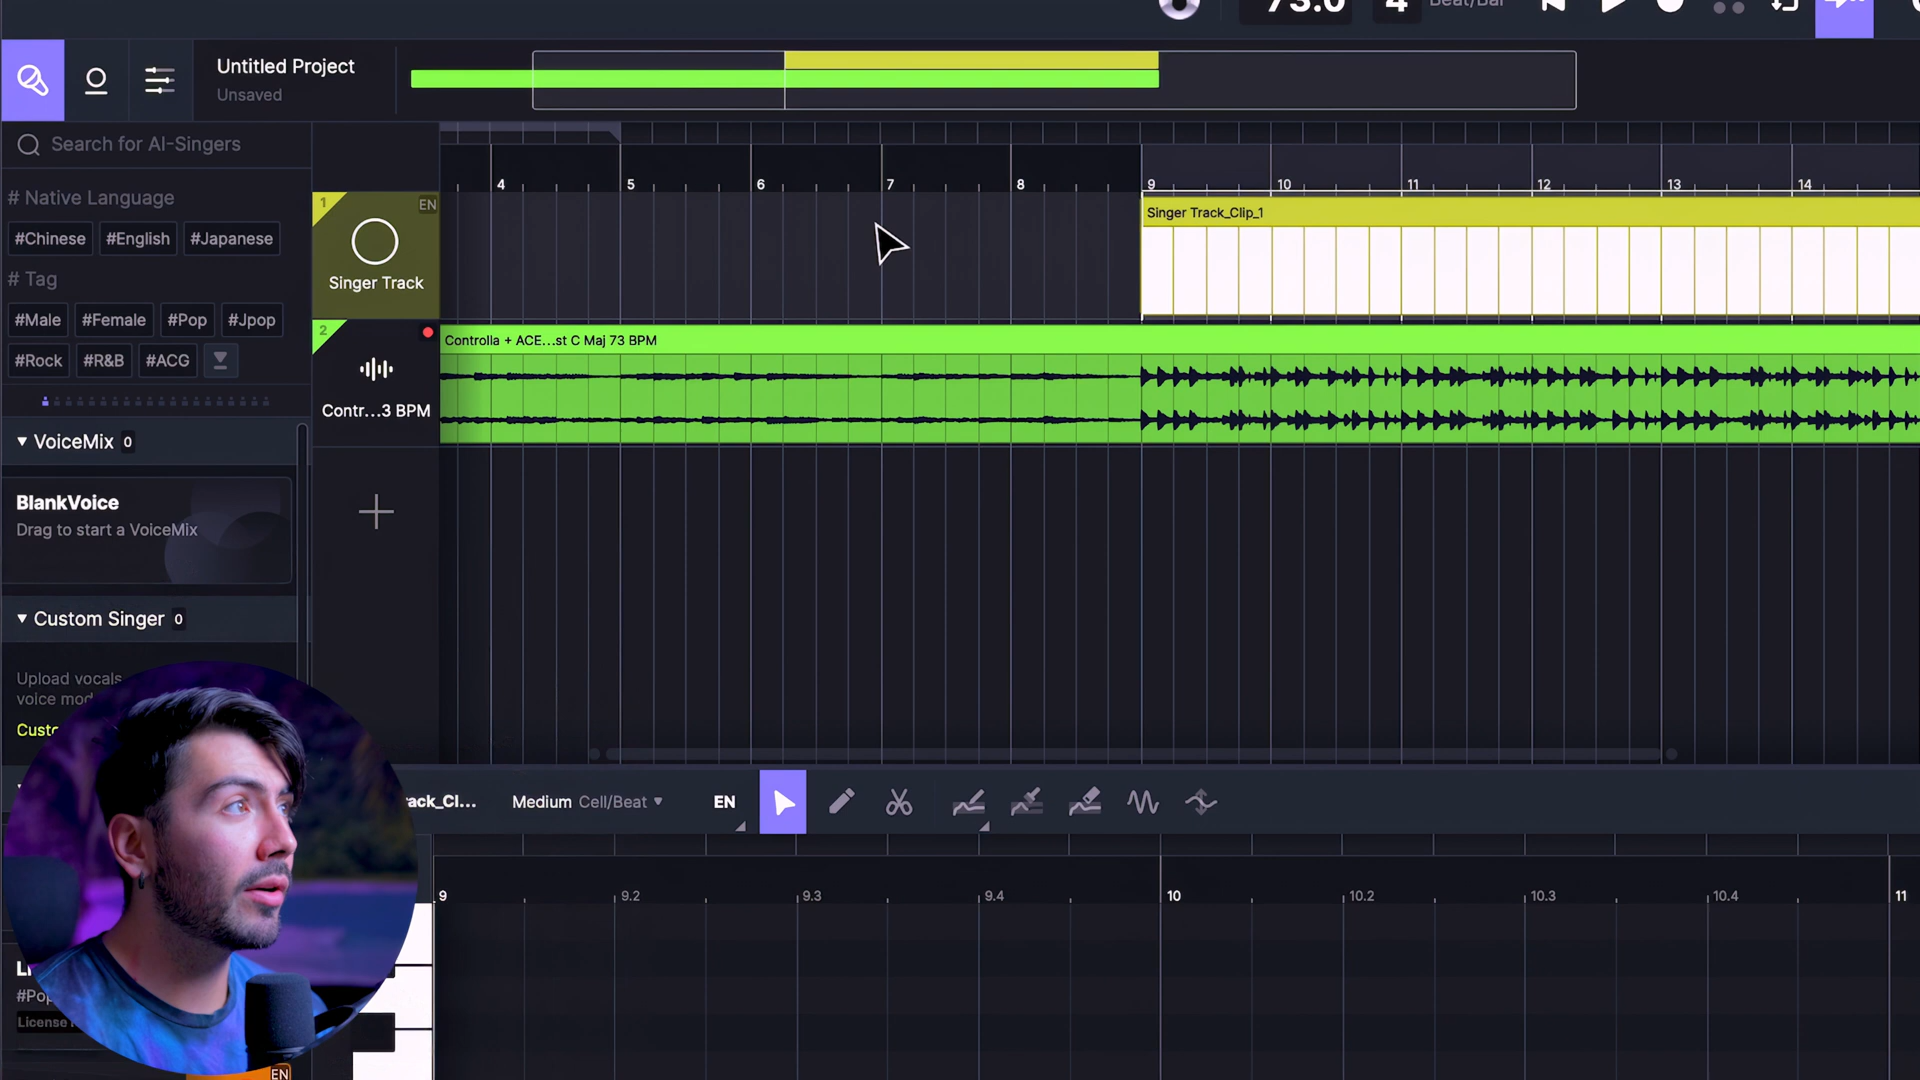 73.0 4 Beat/Bar
Untitled Project
Unsaved
Search for AI-Singers
# Native Language
#Chinese #English #Japanese
# Tag
#Male #Female #Pop #Jpop
#Rock #R&B #ACG
VoiceMix 0
BlankVoice
Drag to start a VoiceMix
Custom Singer 0
Upload vocals
voice mod
Custo
#Pop
License
EN
4 5 6 7 8 9 10 11 12 13 14
1 EN
Singer Track
Singer Track_Clip_1
2
Contr...3 BPM
Controlla + ACE...st C Maj 73 BPM
rack_Cl... Medium Cell/Beat EN
9 9.2 9.3 9.4 10 10.2 10.3 10.4 11